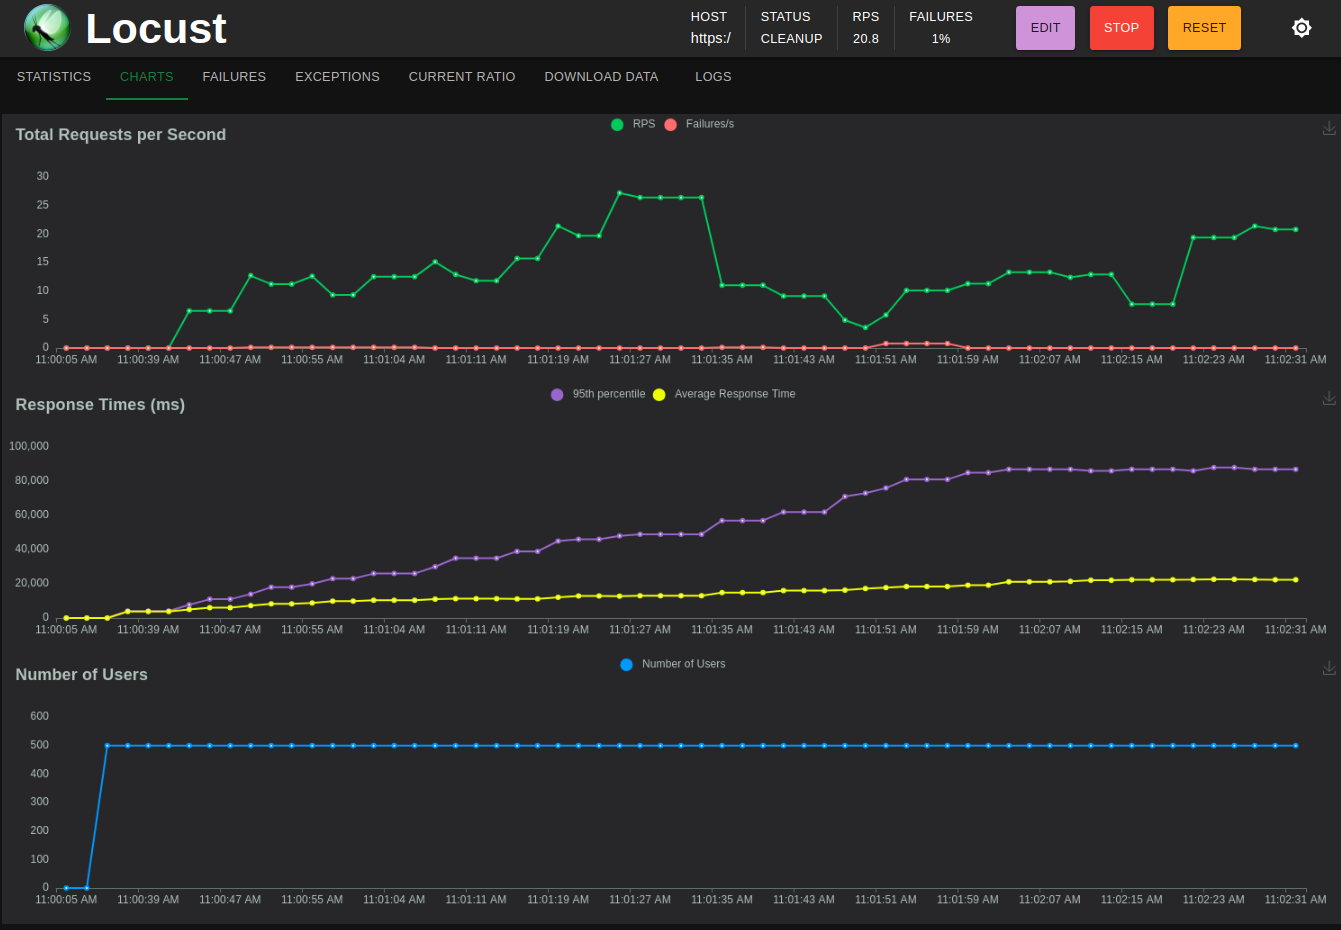 Locust
HOST STATUS RPS FAILURES
https:/ CLEANUP 20.8 1%
EDIT STOP RESET
STATISTICS CHARTS FAILURES EXCEPTIONS CURRENT RATIO DOWNLOAD DATA LOGS
Total Requests per Second
RPS Failures/s
30
25
20
15
10
5
0
11:00:05 AM 11:00:39 AM 11:00:47 AM 11:00:55 AM 11:01:04 AM 11:01:11 AM 11:01:19 AM 11:01:27 AM 11:01:35 AM 11:01:43 AM 11:01:51 AM 11:01:59 AM 11:02:07 AM 11:02:15 AM 11:02:23 AM 11:02:31 AM
Response Times (ms)
95th percentile Average Response Time
100,000
80,000
60,000
40,000
20,000
0
11:00:05 AM 11:00:39 AM 11:00:47 AM 11:00:55 AM 11:01:04 AM 11:01:11 AM 11:01:19 AM 11:01:27 AM 11:01:35 AM 11:01:43 AM 11:01:51 AM 11:01:59 AM 11:02:07 AM 11:02:15 AM 11:02:23 AM 11:02:31 AM
Number of Users
Number of Users
600
500
400
300
200
100
0
11:00:05 AM 11:00:39 AM 11:00:47 AM 11:00:55 AM 11:01:04 AM 11:01:11 AM 11:01:19 AM 11:01:27 AM 11:01:35 AM 11:01:43 AM 11:01:51 AM 11:01:59 AM 11:02:07 AM 11:02:15 AM 11:02:23 AM 11:02:31 AM